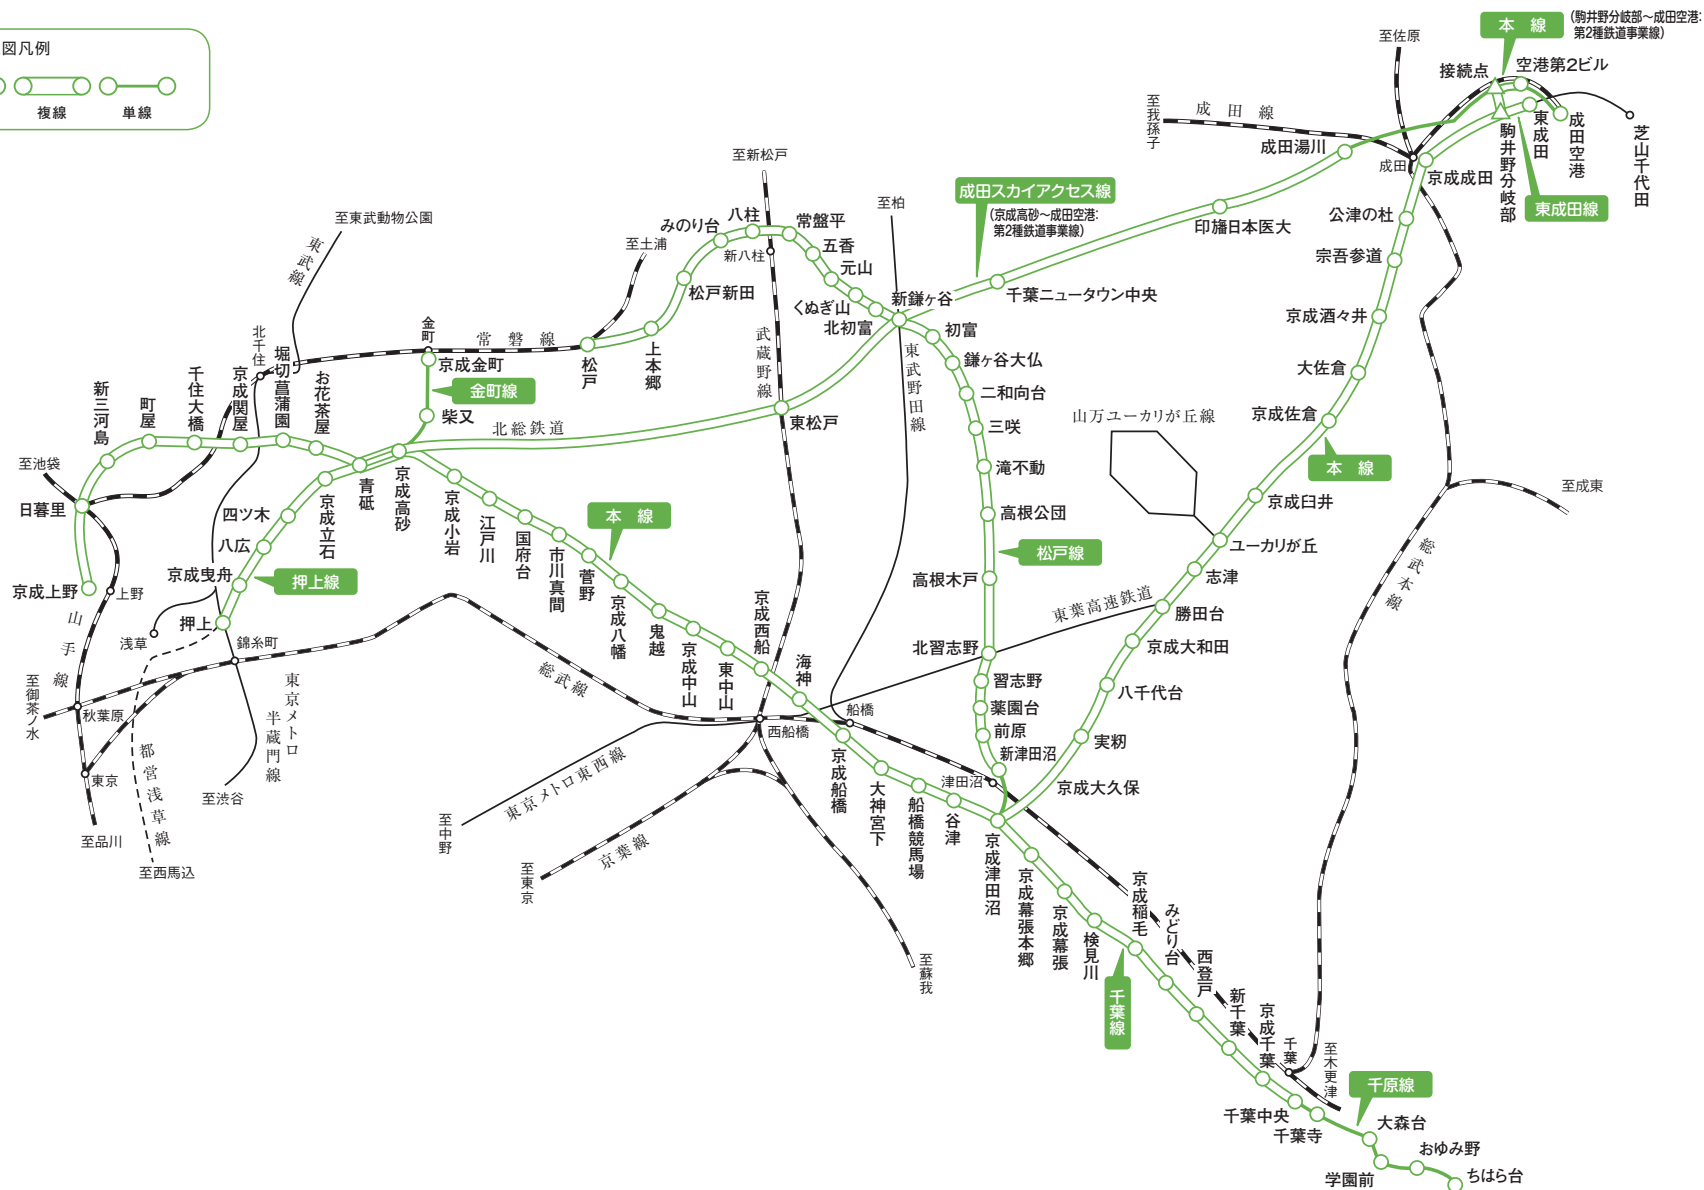 図凡例
複線
単線
本 線
(駒井野分岐部〜成田空港:
第2種鉄道事業線)
至佐原
接続点
空港第2ビル
至我孫子
成田線
成田湯川
成田
京成成田
駒井野分岐部
東成田
成田空港
芝山千代田
東成田線
成田スカイアクセス線
(京成高砂〜成田空港:
第2種鉄道事業線)
印旛日本医大
千葉ニュータウン中央
公津の杜
宗吾参道
京成酒々井
大佐倉
京成佐倉
本 線
京成臼井
ユーカリが丘
山万ユーカリが丘線
志津
勝田台
東葉高速鉄道
京成大和田
八千代台
実籾
京成大久保
至成東
総武本線
至新松戸
至柏
至東武動物公園
東武線
至土浦
みのり台
八柱
常盤平
新八柱
五香
元山
くぬぎ山
北初富
新鎌ヶ谷
松戸新田
上本郷
松戸
常磐線
金町
京成金町
金町線
柴又
武蔵野線
東武野田線
初富
鎌ヶ谷大仏
二和向台
三咲
滝不動
高根公団
松戸線
高根木戸
北習志野
習志野
薬園台
前原
新津田沼
津田沼
北総鉄道
東松戸
北千住
新三河島
町屋
千住大橋
京成関屋
堀切菖蒲園
お花茶屋
至池袋
日暮里
京成上野
上野
山手線
青砥
京成高砂
京成立石
四ツ木
八広
京成曳舟
押上線
押上
浅草
錦糸町
至御茶ノ水
秋葉原
東京
至品川
都営浅草線
至西馬込
東京メトロ
半蔵門線
至渋谷
京成小岩
江戸川
国府台
市川真間
菅野
本 線
京成八幡
鬼越
京成中山
東中山
京成西船
海神
総武線
西船橋
船橋
東京メトロ東西線
至中野
京葉線
至東京
至蘇我
京成船橋
大神宮下
船橋競馬場
谷津
京成津田沼
京成幕張本郷
京成幕張
検見川
京成稲毛
千葉線
みどり台
西登戸
新千葉
京成千葉
千葉
至木更津
千葉中央
千葉寺
千原線
大森台
学園前
おゆみ野
ちはら台